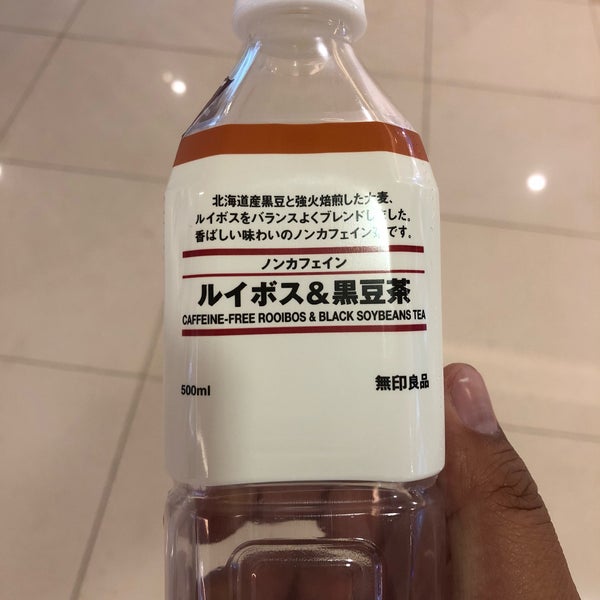 北海道産黒豆と強火焙煎した大麦、
ルイボスをバランスよくブレンドしました。
香ばしい味わいのノンカフェイン茶です。
ノンカフェイン
ルイボス&黒豆茶
CAFFEINE-FREE ROOIBOS & BLACK SOYBEANS TEA
500ml
無印良品